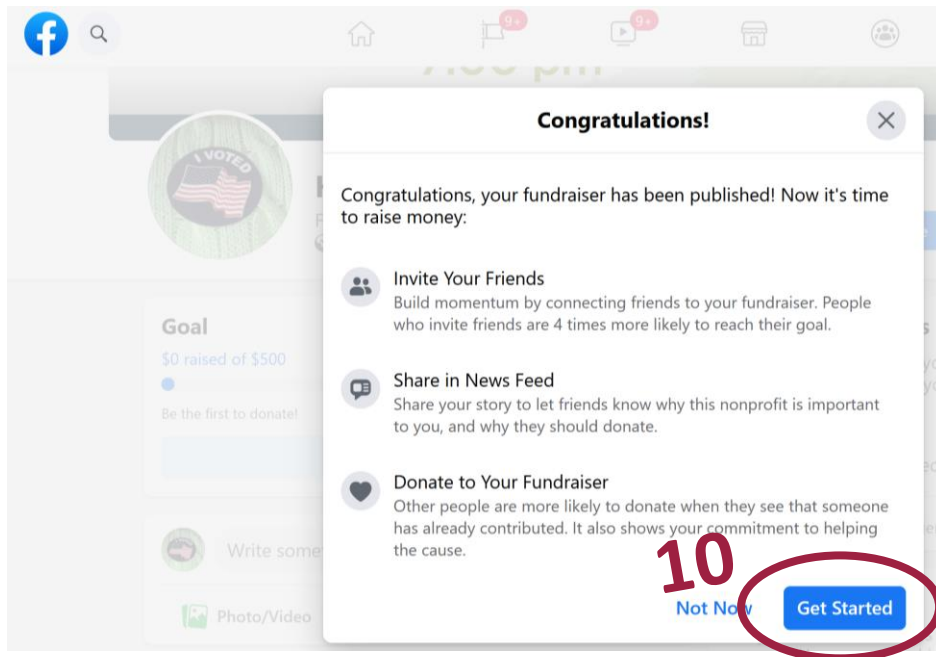 9+
9+
7:00 pm
Congratulations!
I VOTED
Congratulations, your fundraiser has been published! Now it's time
to raise money:
Invite Your Friends
Build momentum by connecting friends to your fundraiser. People
who invite friends are 4 times more likely to reach their goal.
Goal
$0 raised of $500
Be the first to donate!
Share in News Feed
Share your story to let friends know why this nonprofit is important
to you, and why they should donate.
Donate to Your Fundraiser
Other people are more likely to donate when they see that someone
has already contributed. It also shows your commitment to helping
the cause.
Write some
Photo/Video
10
Not Now
Get Started